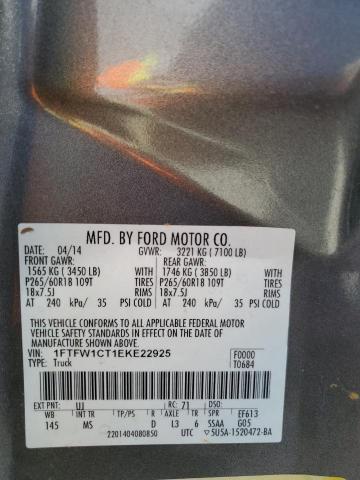 MFD. BY FORD MOTOR CO.
DATE: 04/14 GVWR: 3221 KG ( 7100 LB)
FRONT GAWR: REAR GAWR:
1565 KG ( 3450 LB) WITH 1746 KG ( 3850 LB) WITH
P265/60R18 109T TIRES P265/60R18 109T TIRES
18x7.5J RIMS 18x7.5J RIMS
AT 240 kPa/ 35 PSI COLD AT 240 kPa/ 35 PSI COLD
THIS VEHICLE CONFORMS TO ALL APPLICABLE FEDERAL MOTOR
VEHICLE SAFETY STANDARDS IN EFFECT ON THE DATE OF
MANUFACTURE SHOWN ABOVE.
VIN: 1FTFW1CT1EKE22925 F0000
TYPE: Truck T0684
EXT PNT: UJ RC: 71 DSO:
WB INT TR TP/PS R AXLE TR SPR EF613
145 MS D L3 6 SSAA G05
2201404080850 UTC 5U5A-1520472-BA